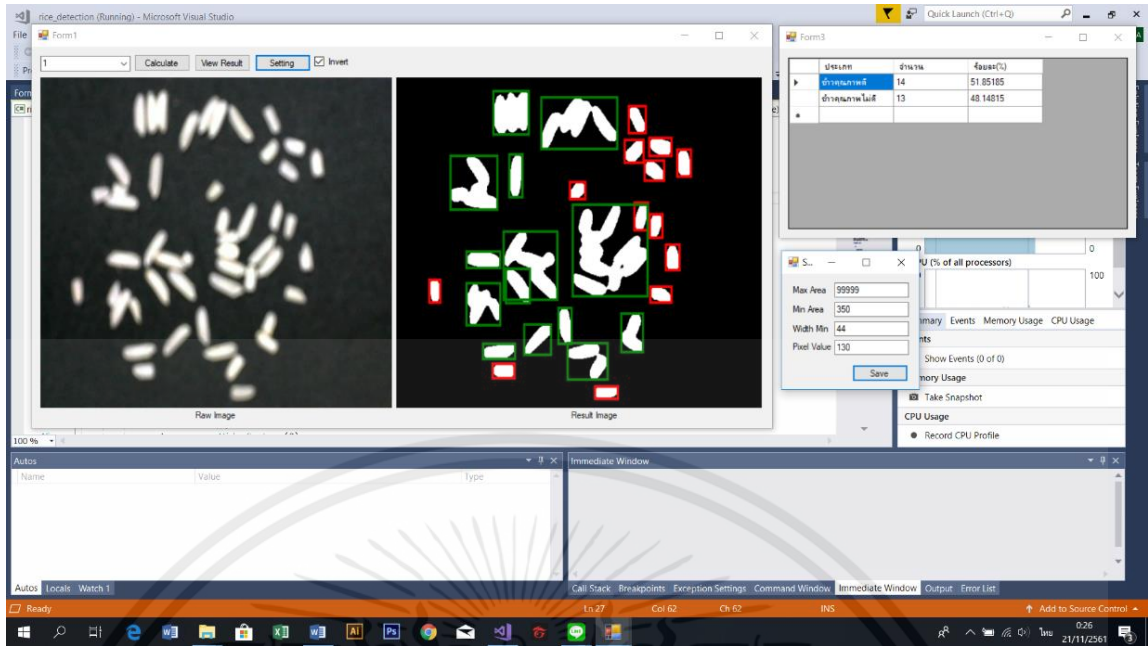 rice_detection (Running) - Microsoft Visual Studio
Quick Launch (Ctrl+Q)
File
Form1
1
Calculate
View Result
Setting
Invert
Raw Image
Result Image
Form3
ประเภท จำนวน ร้อยละ(%)
ข้าวคุณภาพดี 14 51.85185
ข้าวคุณภาพไม่ดี 13 48.14815
S...
Max Area 99999
Min Area 350
Width Min 44
Pixel Value 130
Save
0
0
(% of all processors)
100
Events Memory Usage CPU Usage
Show Events (0 of 0)
Take Snapshot
CPU Usage
Record CPU Profile
100 %
Autos
Name Value Type
Immediate Window
Autos Locals Watch 1
Call Stack Breakpoints Exception Settings Command Window Immediate Window Output Error List
Ready
Ln 27 Col 62 Ch 62 INS
Add to Source Control
ไทย
0:26
21/11/2561